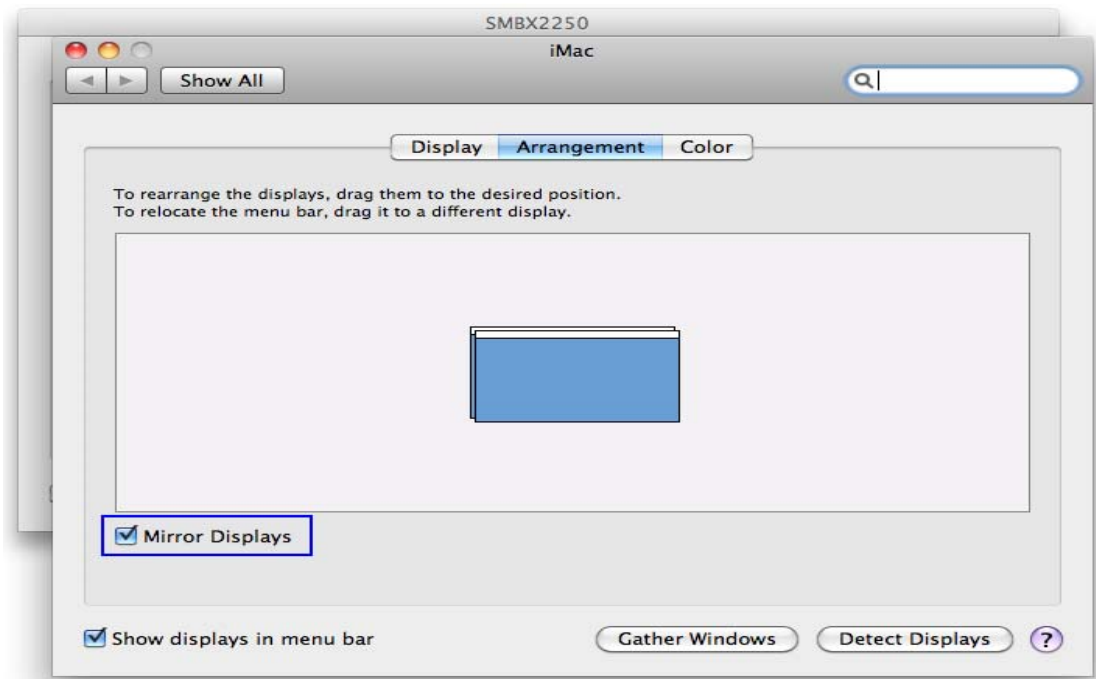 SMBX2250
iMac
Show All
Display Arrangement Color
To rearrange the displays, drag them to the desired position.
To relocate the menu bar, drag it to a different display.
Mirror Displays
Show displays in menu bar Gather Windows Detect Displays ?